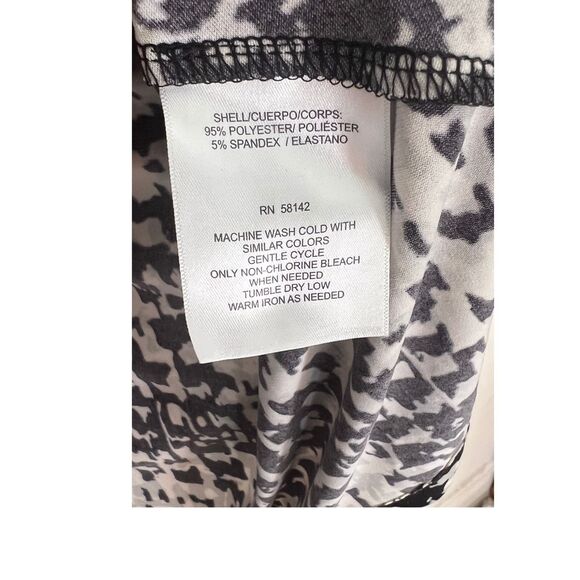 SHELL/CUERPO/CORPS:
95% POLYESTER/ POLIÉSTER
5% SPANDEX / ELASTANO
RN 58142
MACHINE WASH COLD WITH
SIMILAR COLORS
GENTLE CYCLE
ONLY NON-CHLORINE BLEACH
WHEN NEEDED
TUMBLE DRY LOW
WARM IRON AS NEEDED